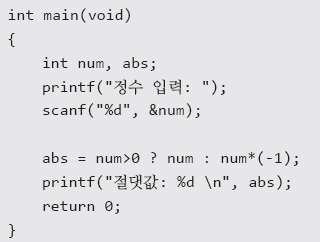 int main(void)
{
    int num, abs;
    printf("정수 입력: ");
    scanf("%d", &num);

    abs = num>0 ? num : num*(-1);
    printf("절댓값: %d \n", abs);
    return 0;
}